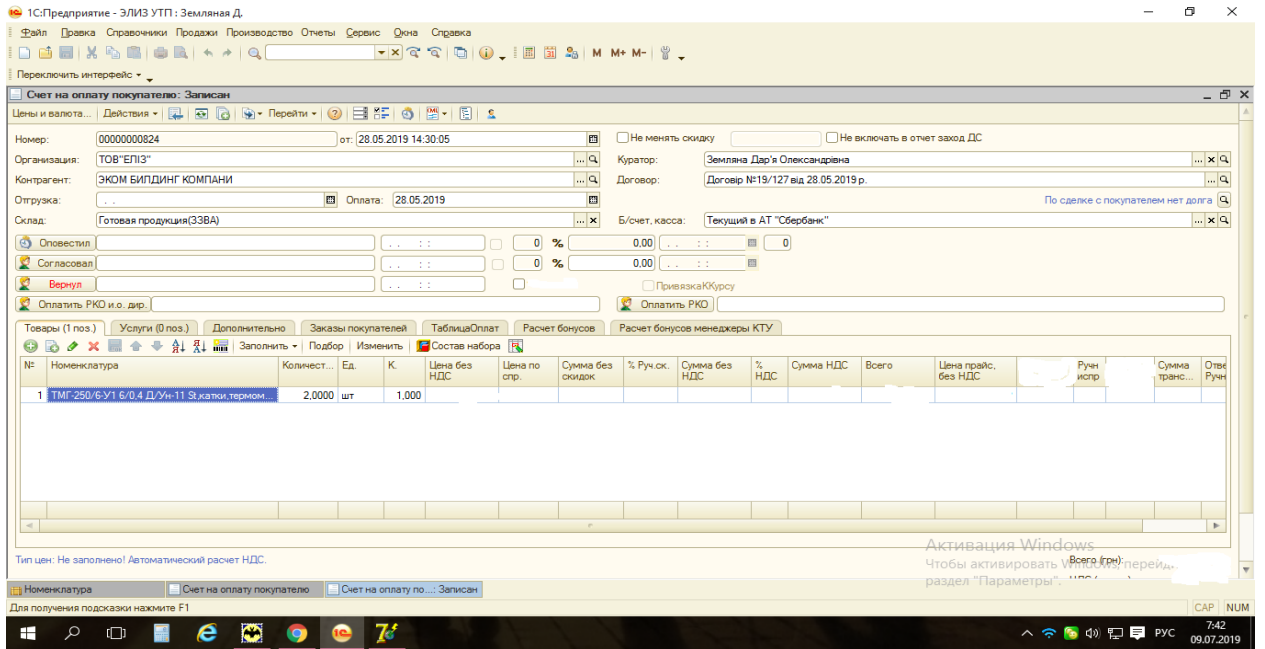 1С:Предприятие - ЭЛИЗ УТП : Земляная Д.
Файл Правка Справочники Продажи Производство Отчеты Сервис Окна Справка
M M+ M-
Переключить интерфейс
Счет на оплату покупателю: Записан
Цены и валюта... Действия Перейти
Номер: 00000000824 от: 28.05.2019 14:30:05 Не менять скидку Не включать в отчет заход ДС
Организация: ТОВ"ЕЛІЗ" Куратор: Земляна Дар'я Олександрівна
Контрагент: ЭКОМ БИЛДИНГ КОМПАНИ Договор: Договір №19/127 від 28.05.2019 р.
Отгрузка: . . Оплата: 28.05.2019 По сделке с покупателем нет долга
Склад: Готовая продукция(ЗЗВА) Б/счет, касса: Текущий в АТ "Сбербанк"
Оповестил . . : : 0 % 0,00 . . : : 0
Согласовал . . : : 0 % 0,00 . . : :
Вернул . . : : ПривязкаККурсу
Оплатить РКО и.о. дир. Оплатить РКО
Товары (1 поз.) Услуги (0 поз.) Дополнительно Заказы покупателей ТаблицаОплат Расчет бонусов Расчет бонусов менеджеры КТУ
Заполнить Подбор Изменить Состав набора
№ Номенклатура Количест... Ед. К. Цена без НДС Цена по спр. Сумма без скидок % Руч.ск. Сумма без НДС % НДС Сумма НДС Всего Цена прайс, без НДС Ручн испр Сумма транс... Отве Ручн
1 ТМГ-250/6-У1 6/0,4 Д/Ун-11 St,катки,термом... 2,0000 шт 1,000
Тип цен: Не заполнено! Автоматический расчет НДС.
Всего (грн):
Активация Windows
Чтобы активировать Windows, перейди
раздел "Параметры".
Номенклатура Счет на оплату покупателю Счет на оплату по...: Записан
Для получения подсказки нажмите F1 CAP NUM
РУС 7:42
09.07.2019